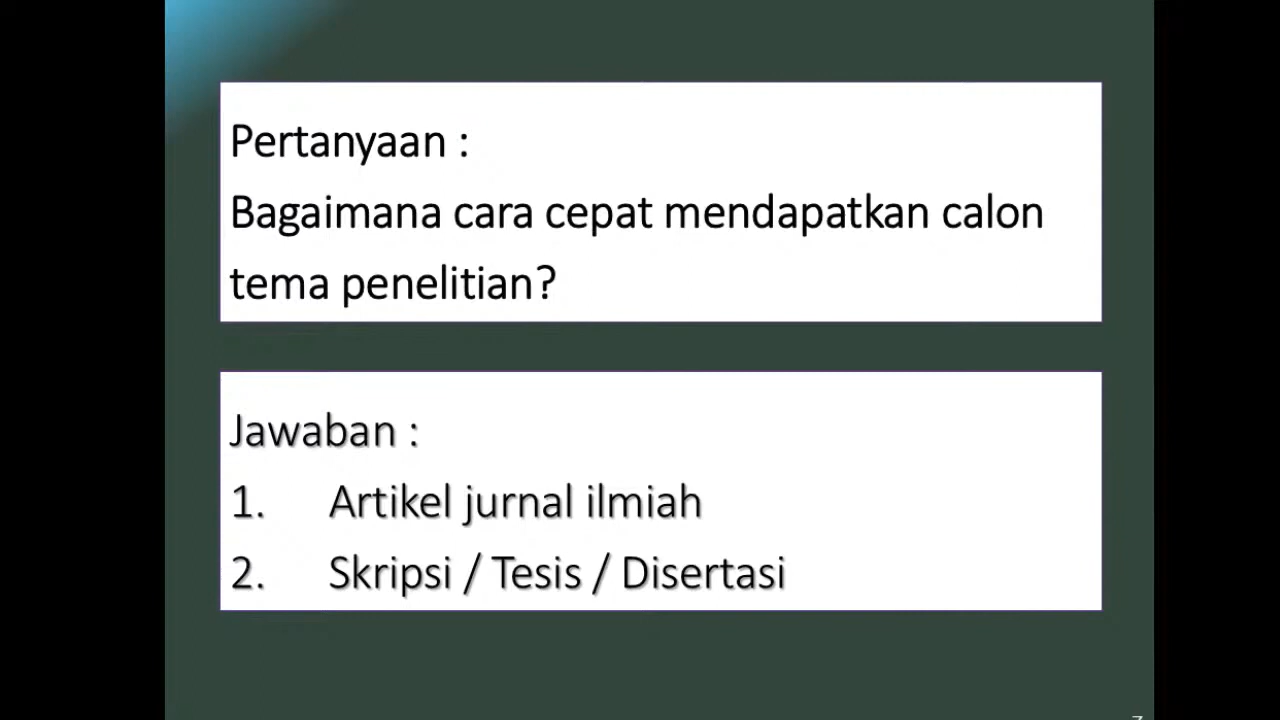 Pertanyaan :
Bagaimana cara cepat mendapatkan calon
tema penelitian?
Jawaban :
1. Artikel jurnal ilmiah
2. Skripsi / Tesis / Disertasi